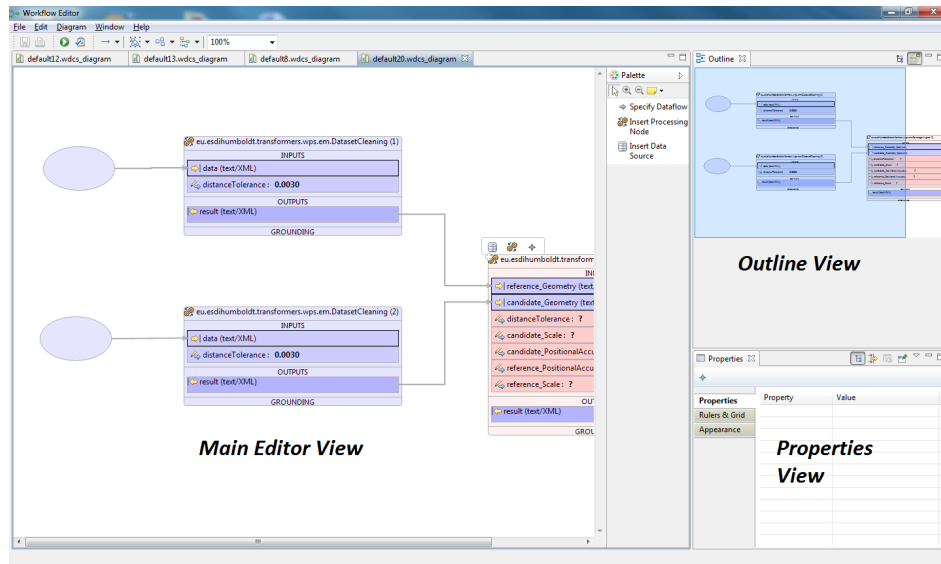 Workflow Editor
File Edit Diagram Window Help
100%
default12.wdcs_diagram default13.wdcs_diagram default8.wdcs_diagram default20.wdcs_diagram
Palette
Specify Dataflow
Insert Processing
Node
Insert Data
Source
eu.esdihumboldt.transformers.wps.em.DatasetCleaning (1)
INPUTS
data (text/XML)
distanceTolerance : 0.0030
OUTPUTS
result (text/XML)
GROUNDING
eu.esdihumboldt.transformers.wps.em.DatasetCleaning (2)
INPUTS
data (text/XML)
distanceTolerance : 0.0030
OUTPUTS
result (text/XML)
GROUNDING
eu.esdihumboldt.transform
IN
reference_Geometry (text
candidate_Geometry (text
distanceTolerance : ?
candidate_Scale : ?
candidate_PositionalAccu
reference_PositionalAccu
reference_Scale : ?
OU
result (text/XML)
GROU
Main Editor View
Outline
Outline View
Properties
Properties
Rulers & Grid
Appearance
Property Value
Properties
View